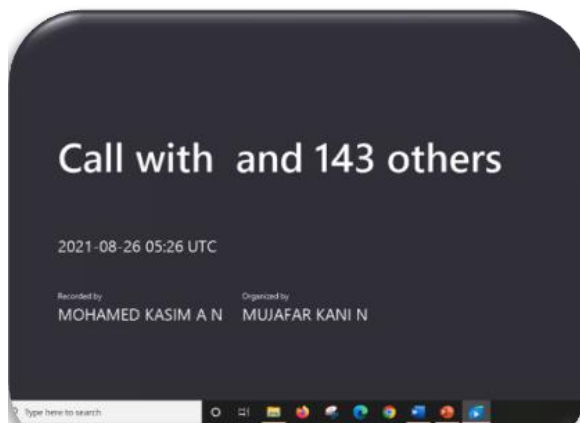 Call with  and 143 others
2021-08-26 05:26 UTC
Recorded by Organized by
MOHAMED KASIM A N MUJAFAR KANI N
Type here to search